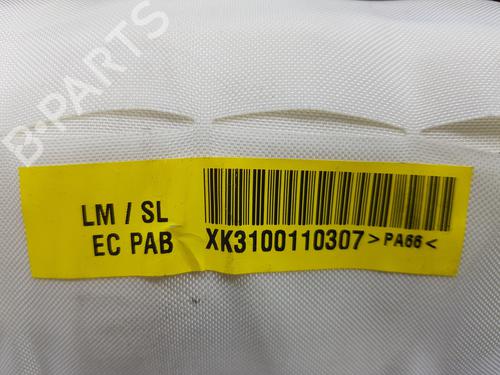 B-PARTS
LM / SL
EC PAB
XK3100110307 >PA66<